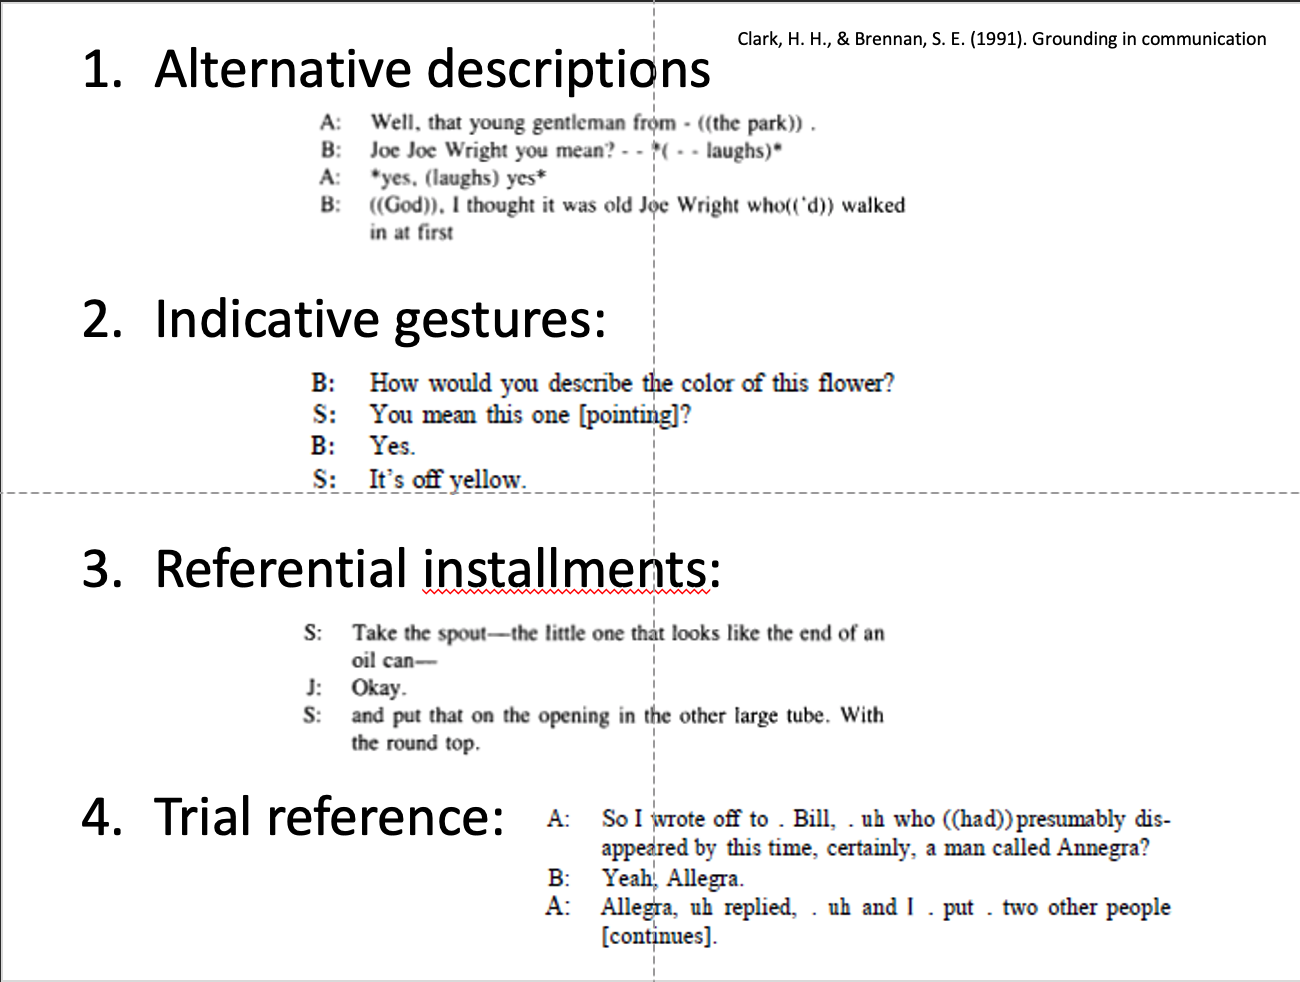 Clark, H. H., & Brennan, S. E. (1991). Grounding in communication
1. Alternative descriptions
A: Well, that young gentleman from - ((the park)) .
B: Joe Joe Wright you mean? - - *( - - laughs)*
A: *yes, (laughs) yes*
B: ((God)), I thought it was old Joe Wright who(('d)) walked
in at first
2. Indicative gestures:
B: How would you describe the color of this flower?
S: You mean this one [pointing]?
B: Yes.
S: It's off yellow.
3. Referential installments:
S: Take the spout—the little one that looks like the end of an
oil can—
J: Okay.
S: and put that on the opening in the other large tube. With
the round top.
4. Trial reference:
A: So I wrote off to . Bill, . uh who ((had)) presumably dis-
appeared by this time, certainly, a man called Annegra?
B: Yeah, Allegra.
A: Allegra, uh replied, . uh and I . put . two other people
[continues].